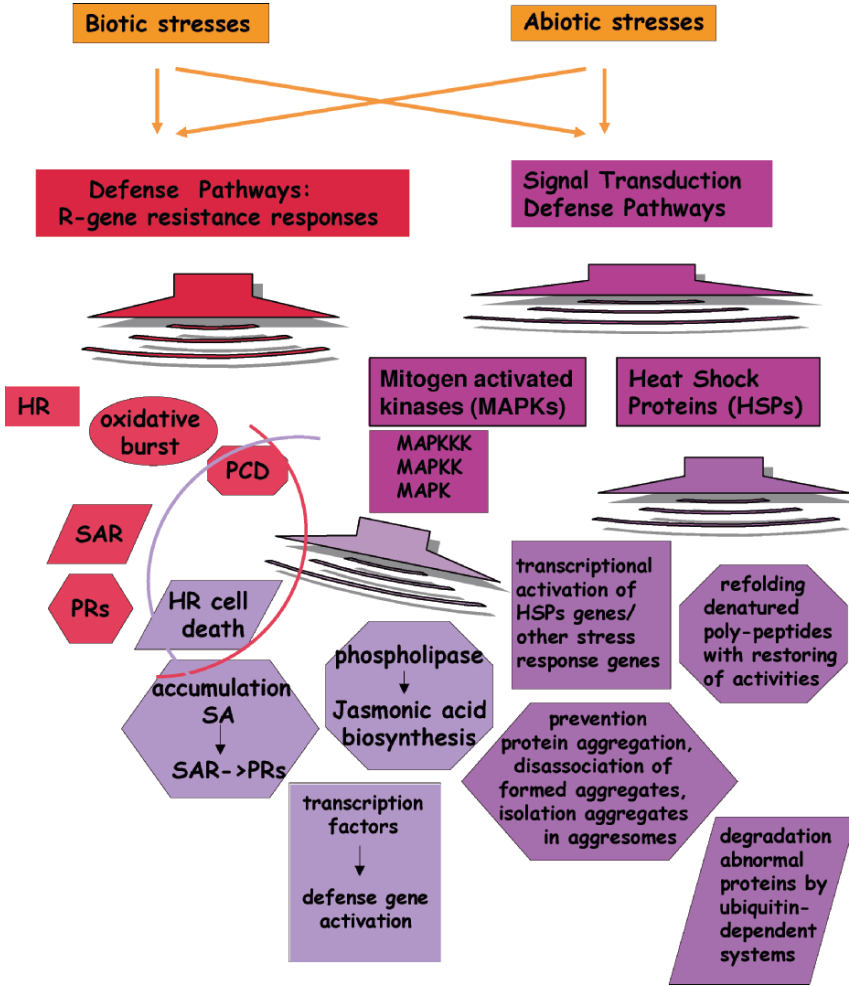 Biotic stresses
Abiotic stresses
Defense Pathways:
R-gene resistance responses
Signal Transduction
Defense Pathways
HR
oxidative
burst
PCD
SAR
PRs
HR cell
death
accumulation
SA
SAR->PRs
Mitogen activated
kinases (MAPKs)
MAPKKK
MAPKK
MAPK
Heat Shock
Proteins (HSPs)
phospholipase
Jasmonic acid
biosynthesis
transcription
factors
defense gene
activation
transcriptional
activation of
HSPs genes/
other stress
response genes
refolding
denatured
poly-peptides
with restoring
of activities
prevention
protein aggregation,
disassociation of
formed aggregates,
isolation aggregates
in aggresomes
degradation
abnormal
proteins by
ubiquitin-
dependent
systems